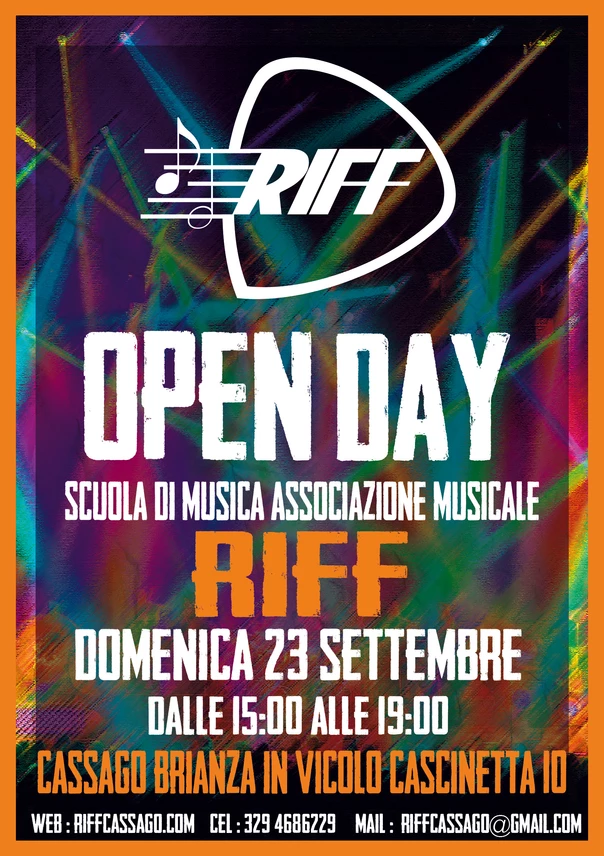 RIFF
OPEN DAY
SCUOLA DI MUSICA ASSOCIAZIONE MUSICALE
RIFF
DOMENICA 23 SETTEMBRE
DALLE 15:00 ALLE 19:00
CASSAGO BRIANZA IN VICOLO CASCINETTA 10
WEB : RIFFCASSAGO.COM CEL : 329 4686229 MAIL : RIFFCASSAGO@GMAIL.COM